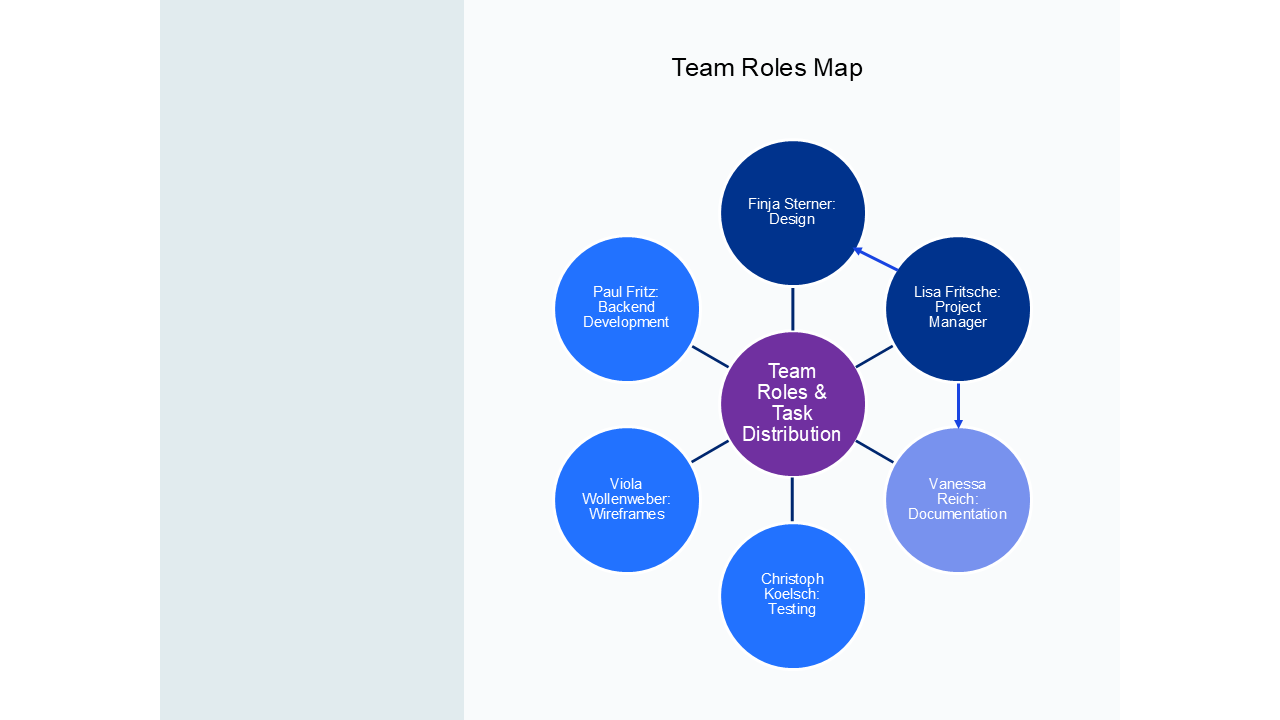 Team Roles Map
Finja Sterner:
Design
Paul Fritz:
Backend
Development
Lisa Fritsche:
Project
Manager
Team
Roles &
Task
Distribution
Viola
Wollenweber:
Wireframes
Vanessa
Reich:
Documentation
Christoph
Koelsch:
Testing